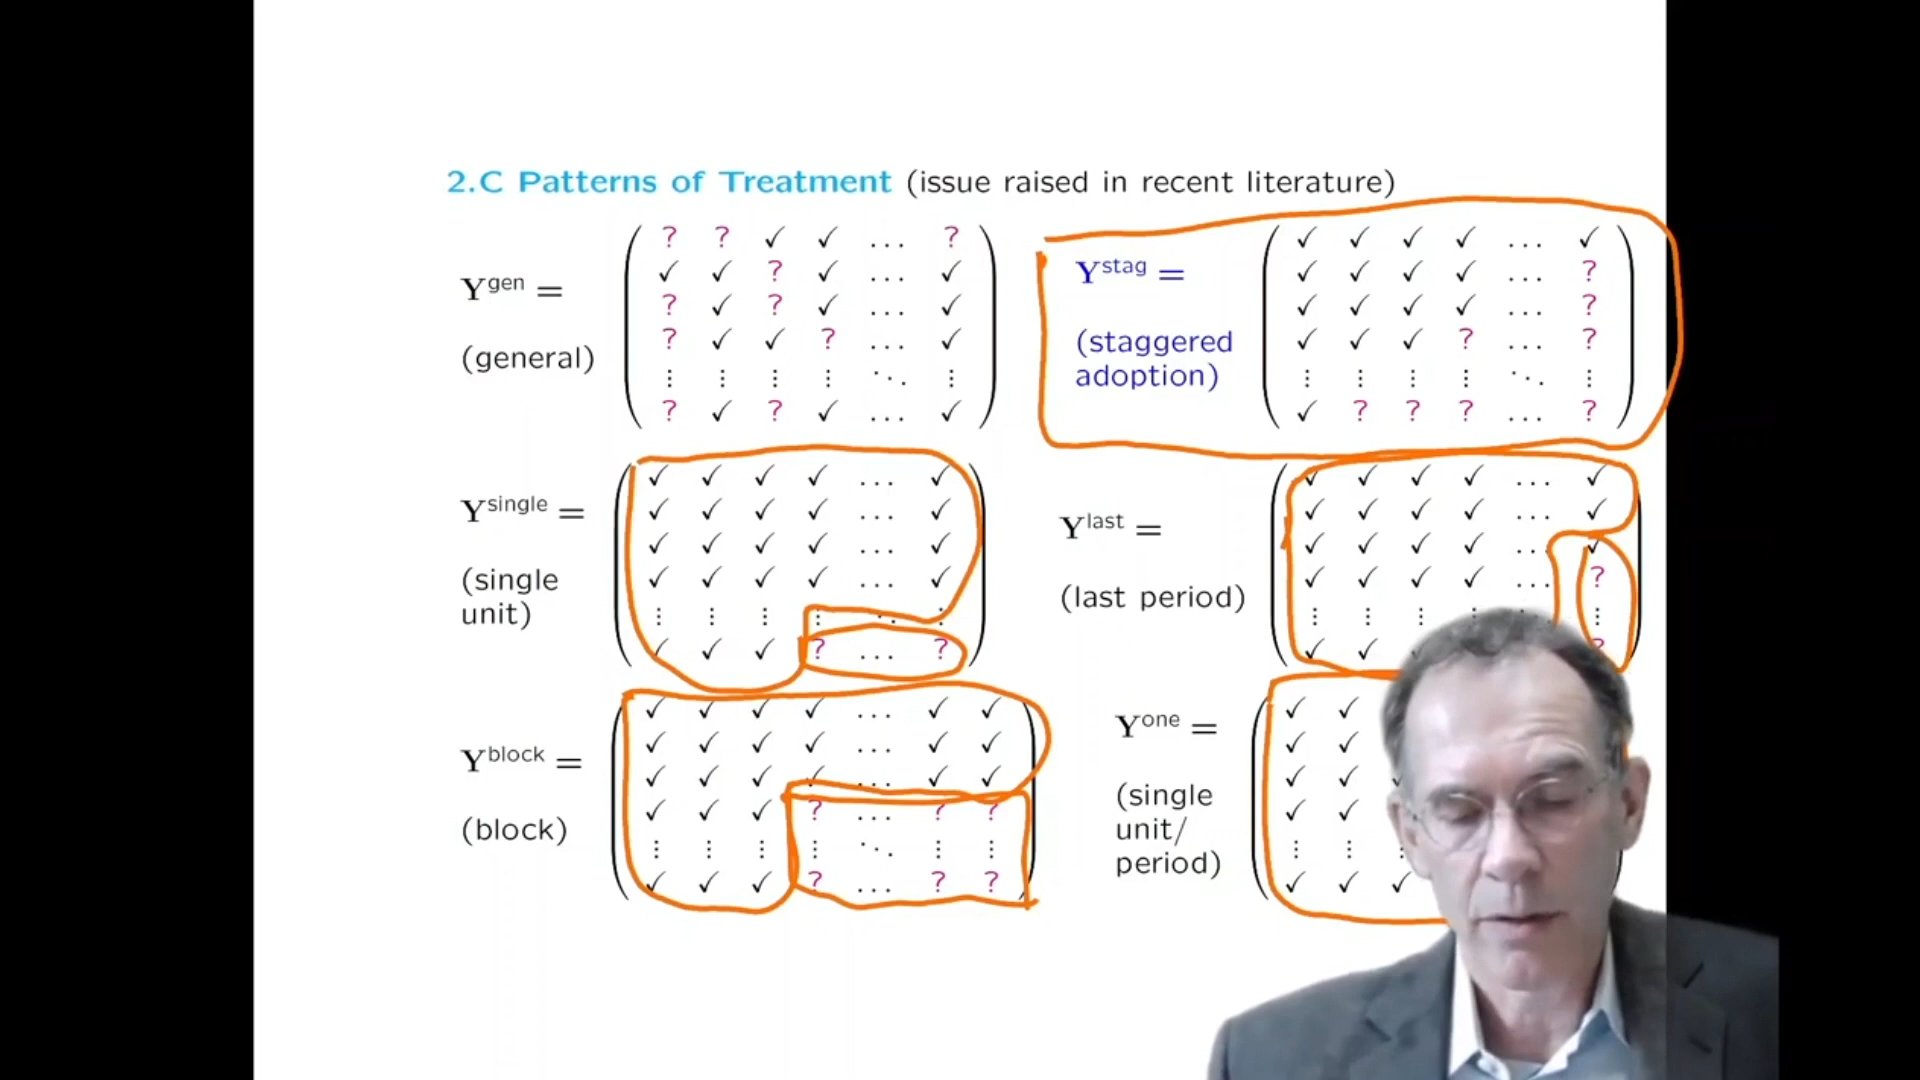 2.C Patterns of Treatment (issue raised in recent literature)
Y^gen =
(general)
? ? ✓ ✓ … ?
✓ ✓ ? ✓ … ✓
? ✓ ? ✓ … ✓
? ✓ ✓ ? … ✓
⋮ ⋮ ⋮ ⋮ ⋱ ⋮
? ✓ ? ✓ … ✓
Y^stag =
(staggered
adoption)
✓ ✓ ✓ ✓ … ✓
✓ ✓ ✓ ✓ … ?
✓ ✓ ✓ ✓ … ?
✓ ✓ ✓ ? … ?
⋮ ⋮ ⋮ ⋮ ⋱ ⋮
✓ ? ? ? … ?
Y^single =
(single
unit)
✓ ✓ ✓ ✓ … ✓
✓ ✓ ✓ ✓ … ✓
✓ ✓ ✓ ✓ … ✓
✓ ✓ ✓ ✓ … ✓
⋮ ⋮ ⋮ ⋮ ⋱ ⋮
✓ ✓ ✓ ? … ?
Y^last =
(last period)
✓ ✓ ✓ ✓ … ✓
✓ ✓ ✓ ✓ … ✓
✓ ✓ ✓ ✓ … ✓
✓ ✓ ✓ ✓ … ?
⋮ ⋮ ⋮ ⋮ ⋮
✓ ✓ ?
Y^block =
(block)
✓ ✓ ✓ ✓ … ✓ ✓
✓ ✓ ✓ ✓ … ✓ ✓
✓ ✓ ✓ ✓ … ✓ ✓
✓ ✓ ✓ ? … ? ?
⋮ ⋮ ⋮ ⋮ ⋱ ⋮ ⋮
✓ ✓ ✓ ? … ? ?
Y^one =
(single
unit/
period)
✓ ✓
✓ ✓
✓ ✓
✓ ✓
⋮ ⋮ ⋮
✓ ✓ ✓